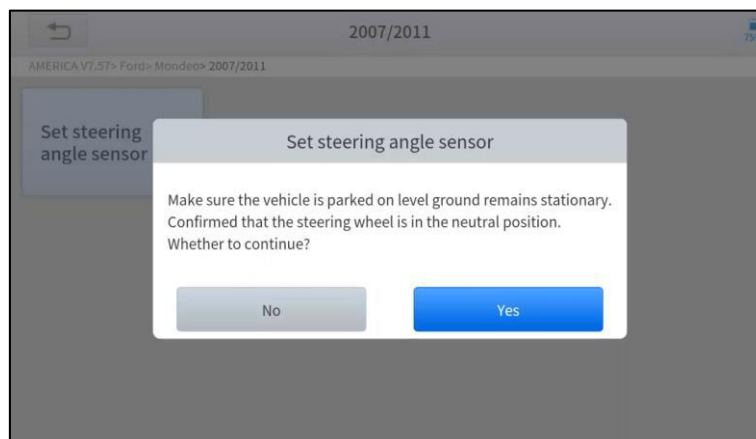 2007/2011
AMERICA V7.57> Ford> Mondeo> 2007/2011
Set steering
angle sensor
Set steering angle sensor
Make sure the vehicle is parked on level ground remains stationary.
Confirmed that the steering wheel is in the neutral position.
Whether to continue?
No
Yes